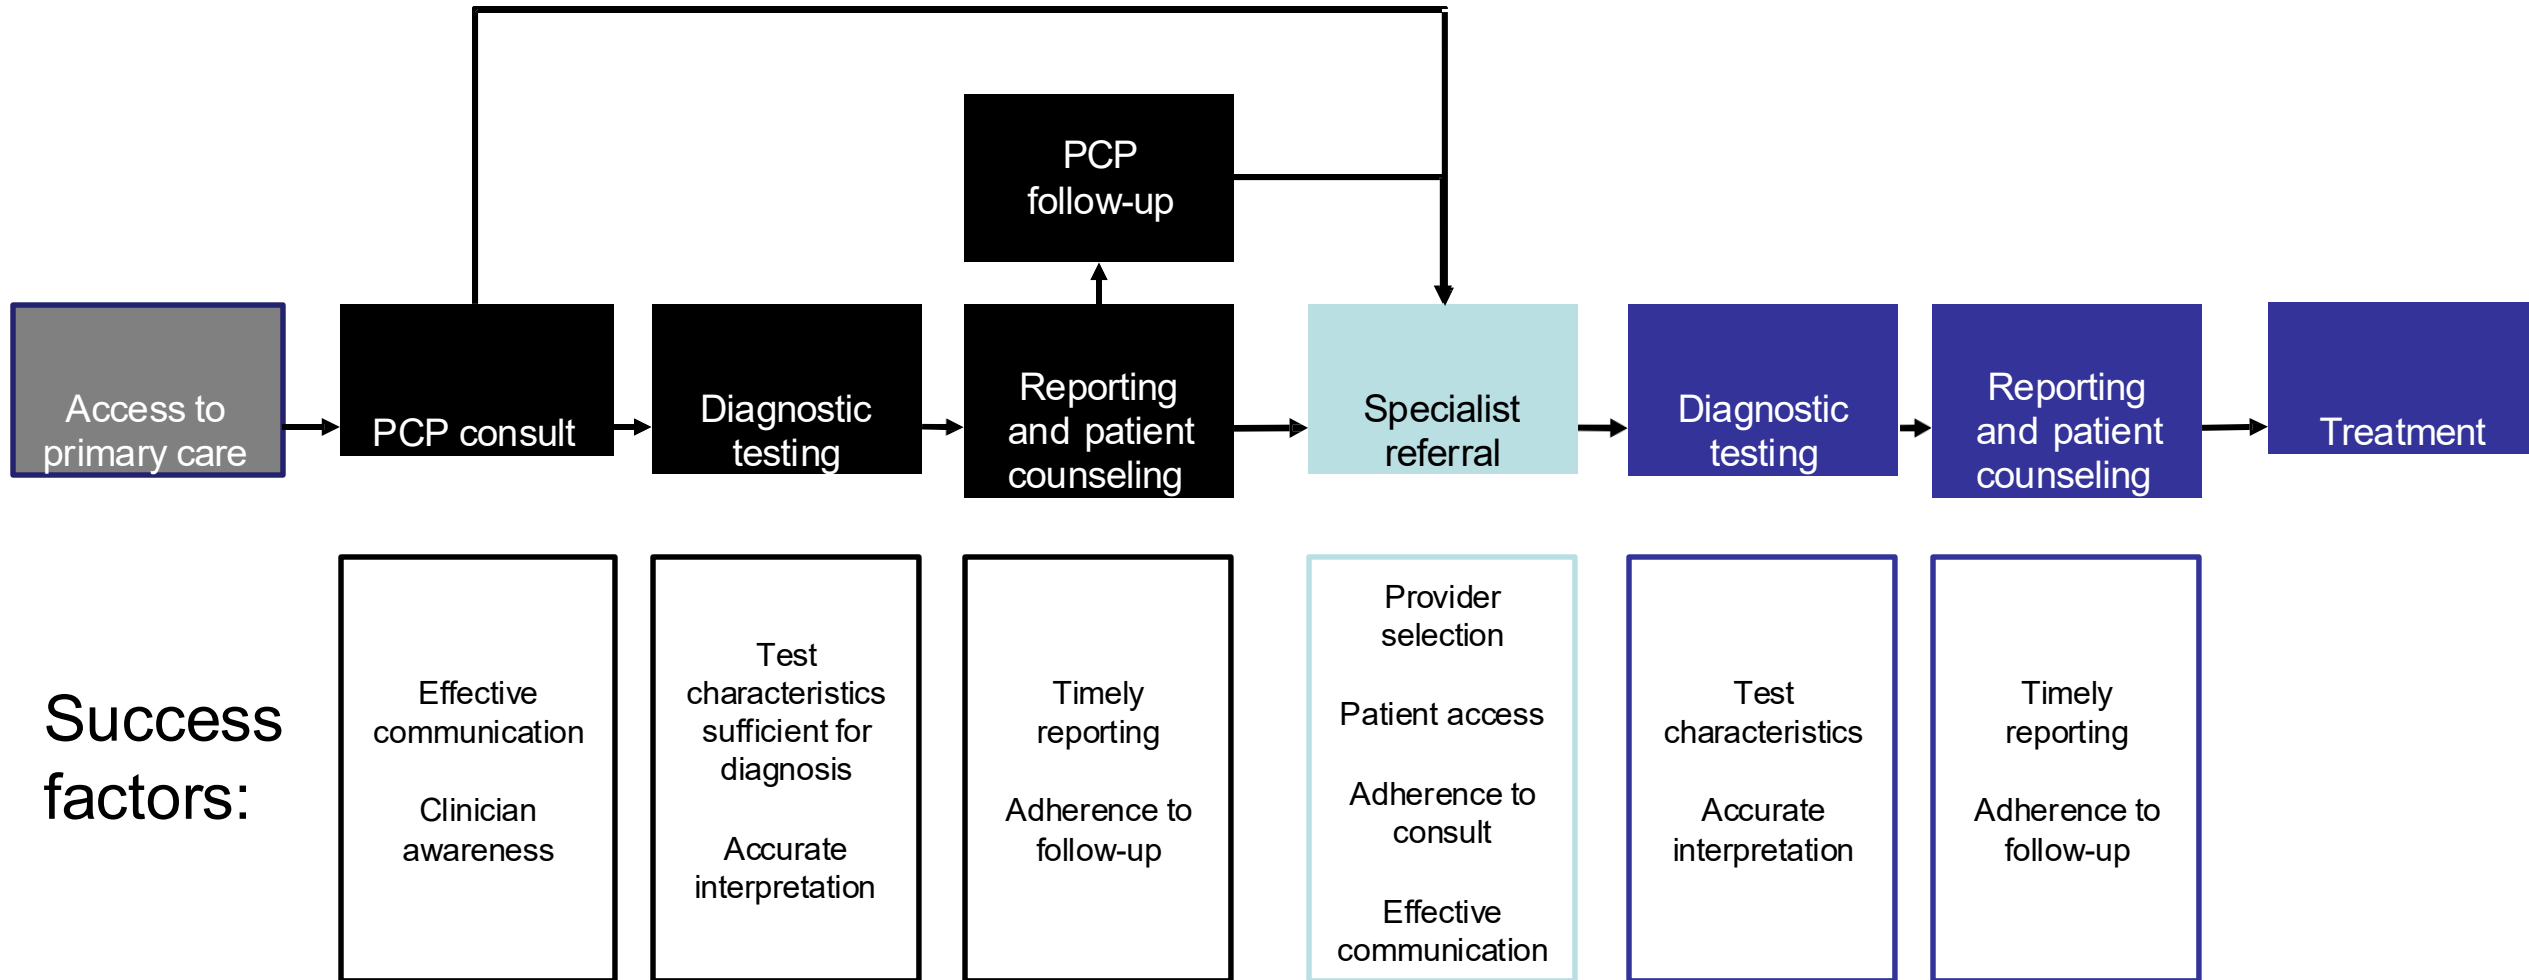 PCP
follow-up
Access to
primary care
PCP consult
Diagnostic
testing
Reporting
and patient
counseling
Specialist
referral
Diagnostic
testing
Reporting
and patient
counseling
Treatment
Success
factors:
Effective
communication
Clinician
awareness
Test
characteristics
sufficient for
diagnosis
Accurate
interpretation
Timely
reporting
Adherence to
follow-up
Provider
selection
Patient access
Adherence to
consult
Effective
communication
Test
characteristics
Accurate
interpretation
Timely
reporting
Adherence to
follow-up